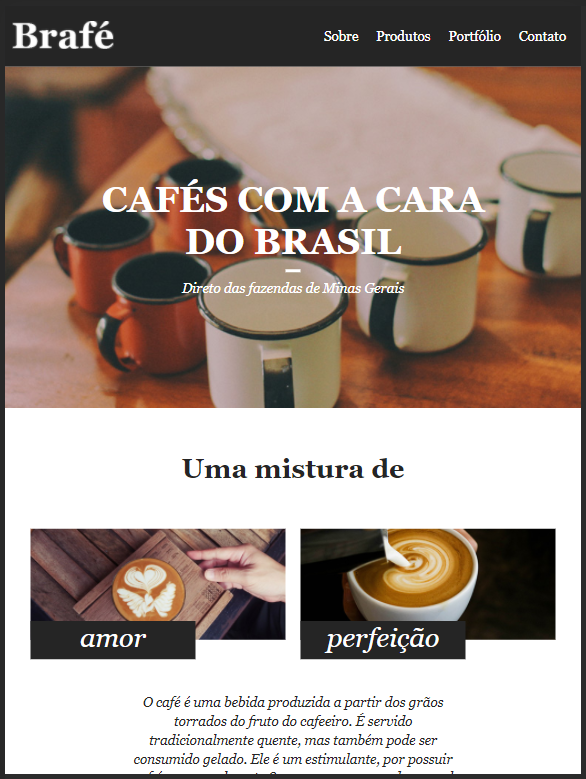 Brafé
Sobre Produtos Portfólio Contato
CAFÉS COM A CARA
DO BRASIL
Direto das fazendas de Minas Gerais
Uma mistura de
amor
perfeição
O café é uma bebida produzida a partir dos grãos
torrados do fruto do cafeeiro. É servido
tradicionalmente quente, mas também pode ser
consumido gelado. Ele é um estimulante, por possuir